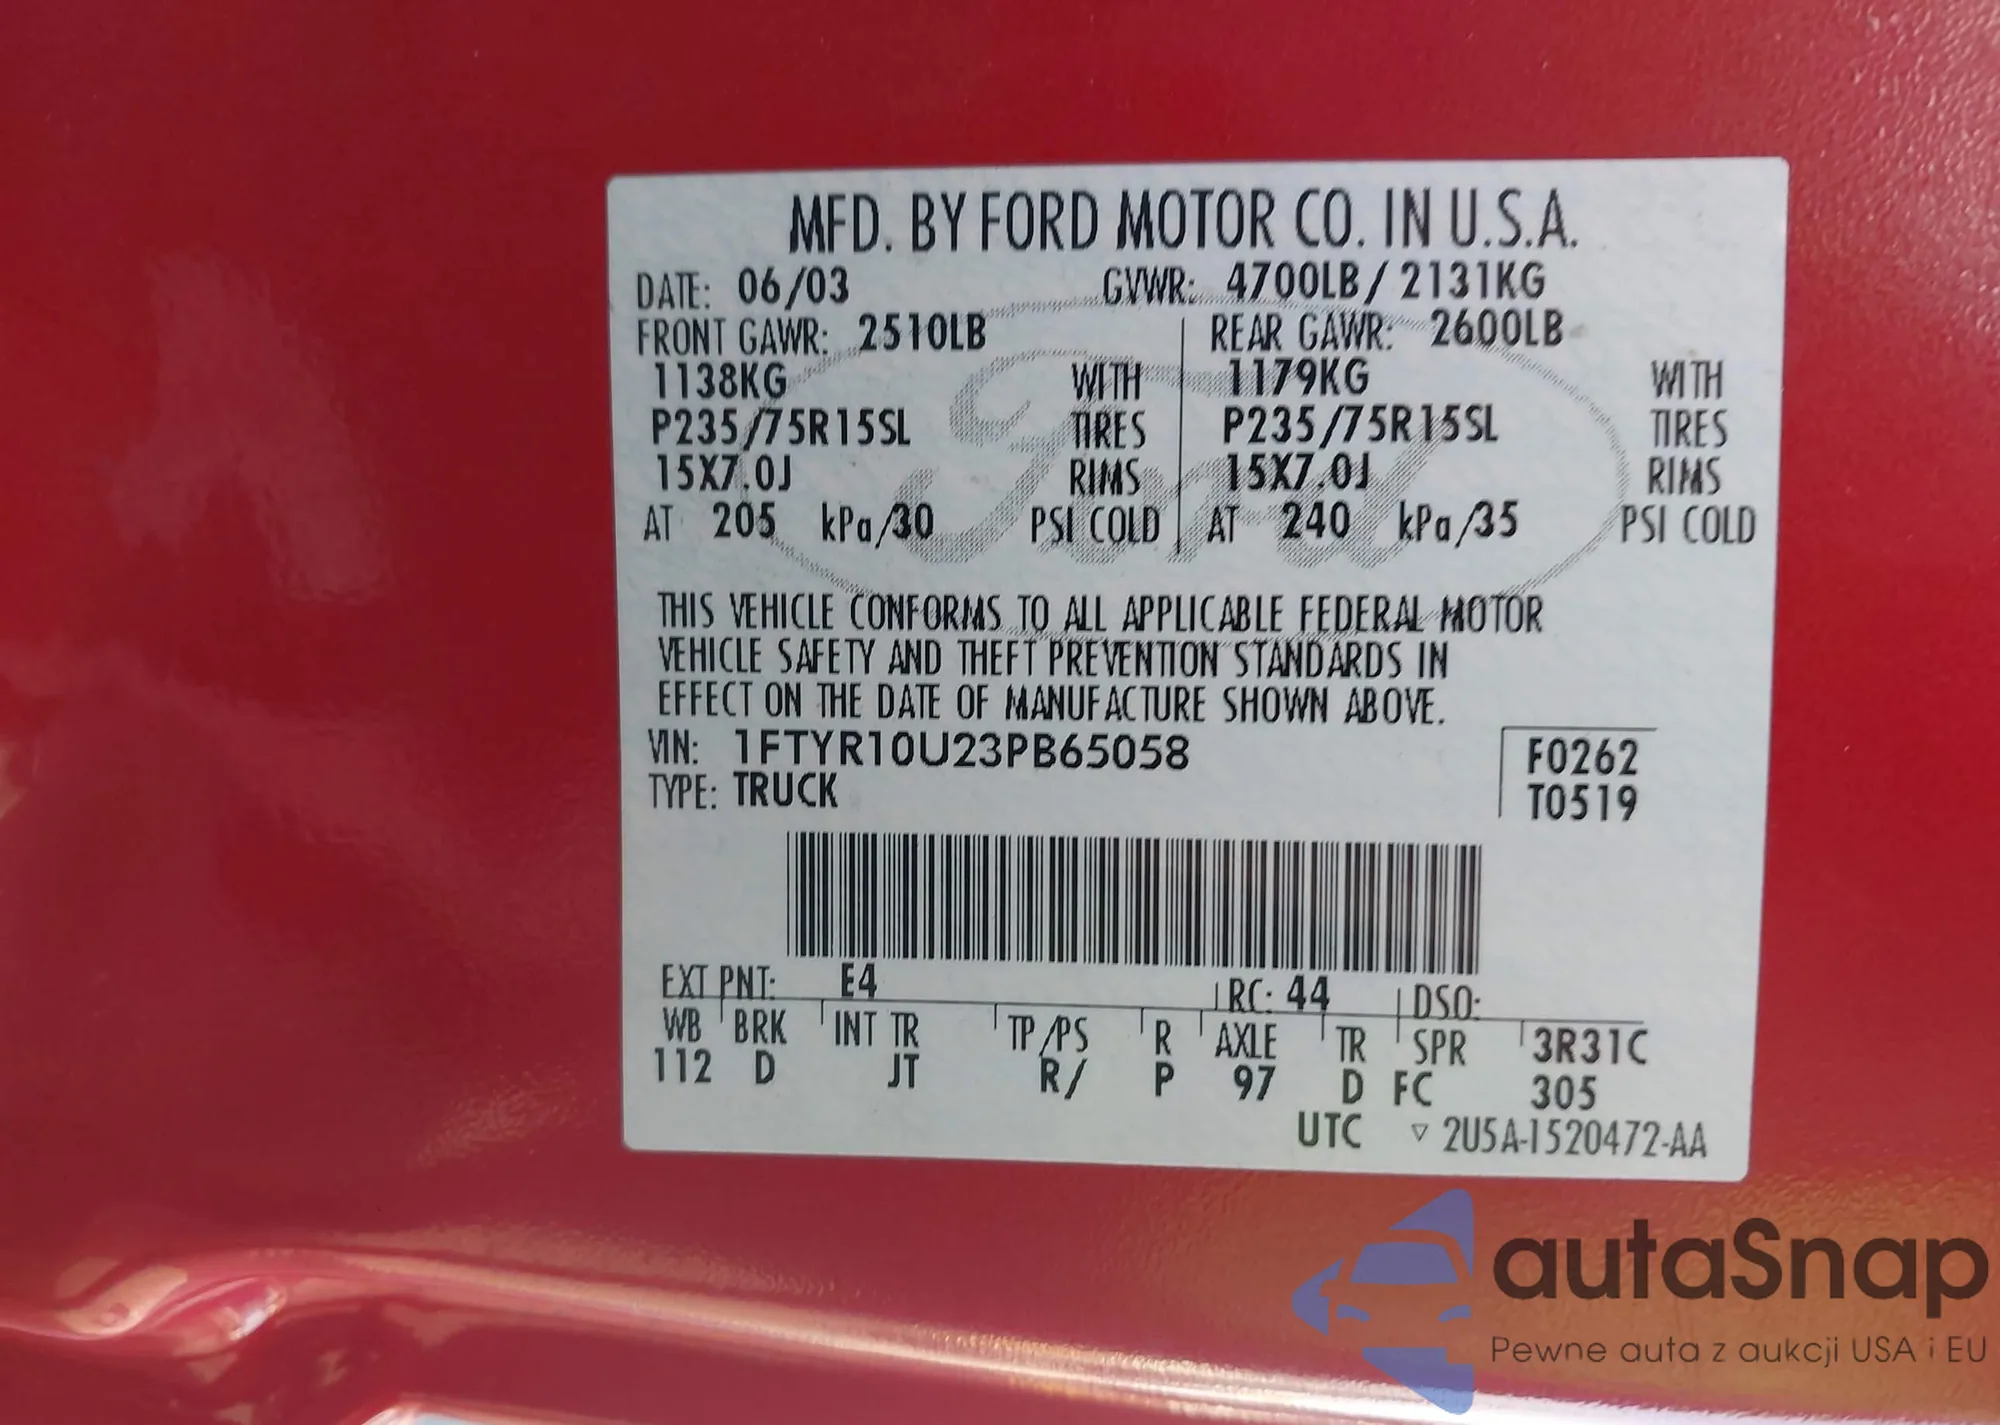 MFD. BY FORD MOTOR CO. IN U.S.A.
DATE: 06/03 GVWR: 4700LB / 2131KG
FRONT GAWR: 2510LB REAR GAWR: 2600LB
1138KG WITH 1179KG WITH
P235/75R15SL TIRES P235/75R15SL TIRES
15X7.0J RIMS 15X7.0J RIMS
AT 205 kPa/30 PSI COLD AT 240 kPa/35 PSI COLD
Ford
THIS VEHICLE CONFORMS TO ALL APPLICABLE FEDERAL MOTOR
VEHICLE SAFETY AND THEFT PREVENTION STANDARDS IN
EFFECT ON THE DATE OF MANUFACTURE SHOWN ABOVE.
VIN: 1FTYR10U23PB65058 F0262
TYPE: TRUCK T0519
EXT PNT: E4 RC: 44 DSO:
WB BRK INT TR TP/PS R AXLE TR SPR 3R31C
112 D JT R/ P 97 D FC 305
UTC ▽ 2U5A-1520472-AA
autaSnap
Pewne auta z aukcji USA i EU